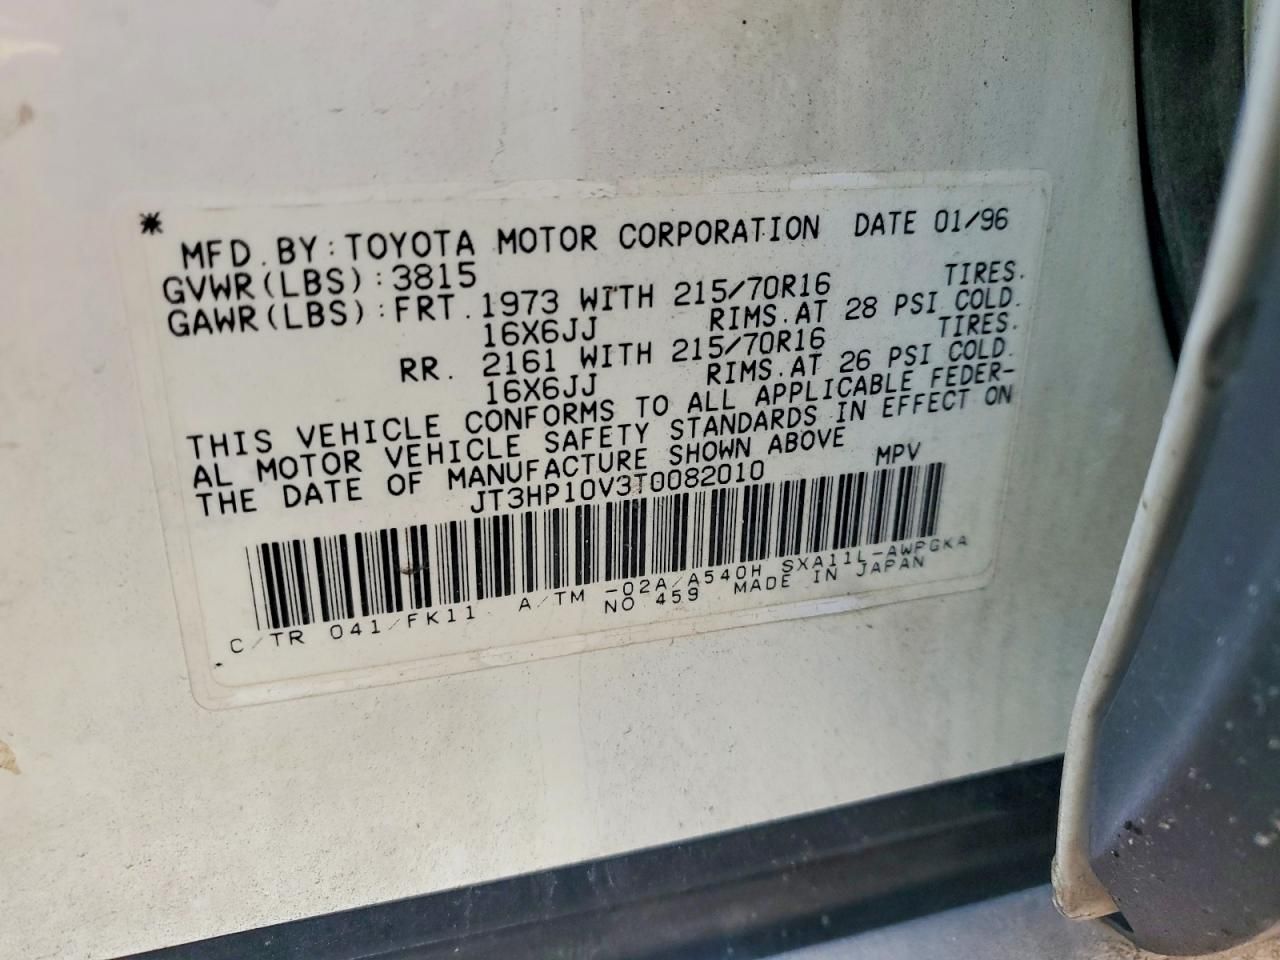 *
MFD.BY:TOYOTA MOTOR CORPORATION DATE 01/96
GVWR(LBS):3815
GAWR(LBS):FRT. 1973 WITH 215/70R16 TIRES.
16X6JJ RIMS.AT 28 PSI COLD.
RR. 2161 WITH 215/70R16 TIRES.
16X6JJ RIMS.AT 26 PSI COLD.
THIS VEHICLE CONFORMS TO ALL APPLICABLE FEDER-
AL MOTOR VEHICLE SAFETY STANDARDS IN EFFECT ON
THE DATE OF MANUFACTURE SHOWN ABOVE
JT3HP10V3T0082010 MPV
C/TR 041/FK11 A/TM -02A/A540H SXA11L-AWPGKA
NO 459 MADE IN JAPAN